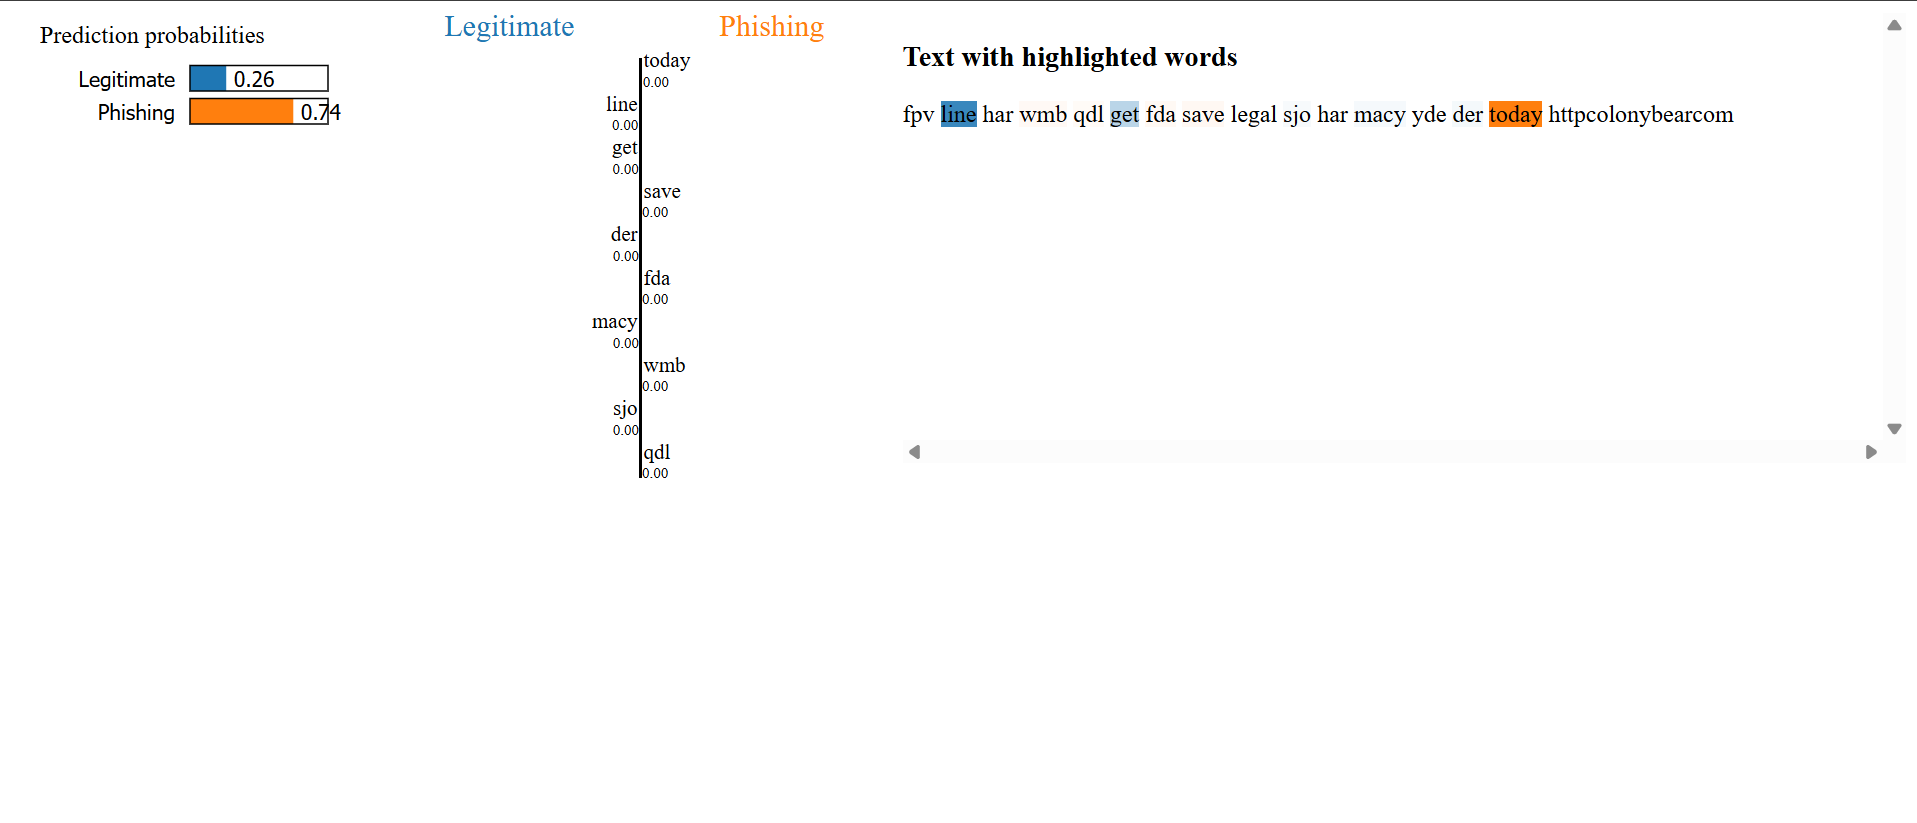 Prediction probabilities
Legitimate 0.26
Phishing 0.74
Legitimate Phishing
today
0.00
line
0.00
get
0.00
save
0.00
der
0.00
fda
0.00
macy
0.00
wmb
0.00
sjo
0.00
qdl
0.00
Text with highlighted words
fpv line har wmb qdl get fda save legal sjo har macy yde der today httpcolonybearcom